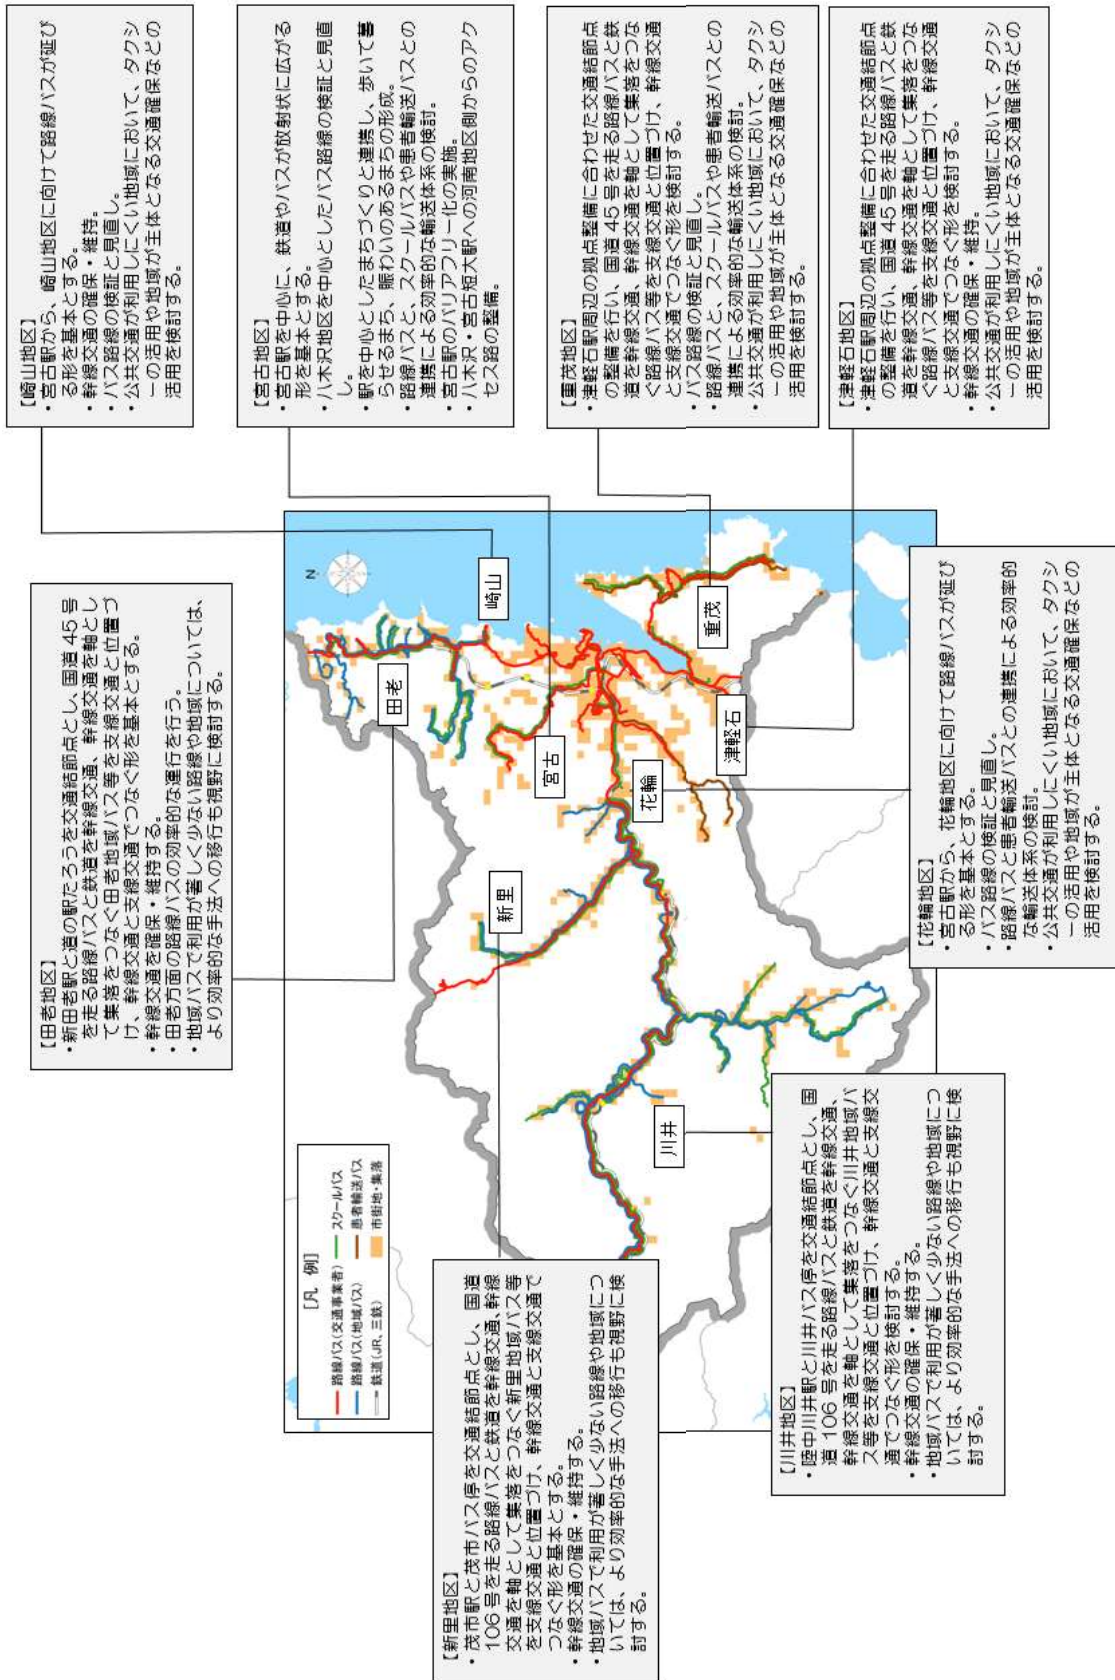 【田老地区】
・新田老駅と道の駅たろうを交通結節点とし、国道45号
を走る路線バスと鉄道を幹線交通、幹線交通を軸とし
て集落をつなぐ田老地域バス等を支線交通と位置づ
け、幹線交通と支線交通でつなぐ形を基本とする。
・幹線交通を確保・維持する。
・田老方面の路線バスの効率的な運行を行う。
・地域バスで利用が著しく少ない路線や地域については、
より効率的な手法への移行も視野に検討する。
【崎山地区】
・宮古駅から、崎山地区に向けて路線バスが延び
る形を基本とする。
・幹線交通の確保・維持。
・バス路線の検証と見直し。
・公共交通が利用しにくい地域において、タクシ
ーの活用や地域が主体となる交通確保などの
活用を検討する。
【宮古地区】
・宮古駅を中心に、鉄道やバスが放射状に広がる
形を基本とする。
・八木沢地区を中心としたバス路線の検証と見直
し。
・駅を中心としたまちづくりと連携し、歩いて暮
らせるまち、賑わいのあるまちの形成。
・路線バスと、スクールバスや患者輸送バスとの
連携による効率的な輸送体系の検討。
・宮古駅のバリアフリー化の実施。
・八木沢・宮古短大駅への河南地区側からのアク
セス路の整備。
【重茂地区】
・津軽石駅周辺の拠点整備に合わせた交通結節点
の整備を行い、国道45号を走る路線バスと鉄
道を幹線交通、幹線交通を軸として集落をつな
ぐ路線バス等を支線交通と位置づけ、幹線交通
と支線交通でつなぐ形を検討する。
・バス路線の検証と見直し。
・路線バスと、スクールバスや患者輸送バスとの
連携による効率的な輸送体系の検討。
・公共交通が利用しにくい地域において、タクシ
ーの活用や地域が主体となる交通確保などの
活用を検討する。
【津軽石地区】
・津軽石駅周辺の拠点整備に合わせた交通結節点
の整備を行い、国道45号を走る路線バスと鉄
道を幹線交通、幹線交通を軸として集落をつな
ぐ路線バス等を支線交通と位置づけ、幹線交通
と支線交通でつなぐ形を検討する。
・幹線交通の確保・維持。
・公共交通が利用しにくい地域において、タクシ
ーの活用や地域が主体となる交通確保などの
活用を検討する。
[凡 例]
路線バス(交通事業者)
スクールバス
路線バス(地域バス)
患者輸送バス
鉄道(JR、三鉄)
市街地・集落
N
田老
崎山
新里
宮古
花輪
重茂
川井
津軽石
【新里地区】
・茂市駅と茂市バス停を交通結節点とし、国道
106号を走る路線バスと鉄道を幹線交通、幹線
交通を軸として集落をつなぐ新里地域バス等
を支線交通と位置づけ、幹線交通と支線交通で
つなぐ形を基本とする。
・幹線交通の確保・維持する。
・地域バスで利用が著しく少ない路線や地域につ
いては、より効率的な手法への移行も視野に検
討する。
【川井地区】
・陸中川井駅と川井バス停を交通結節点とし、国
道106号を走る路線バスと鉄道を幹線交通、
幹線交通を軸として集落をつなぐ川井地域バ
ス等を支線交通と位置づけ、幹線交通と支線交
通でつなぐ形を検討する。
・幹線交通の確保・維持する。
・地域バスで利用が著しく少ない路線や地域につ
いては、より効率的な手法への移行も視野に検
討する。
【花輪地区】
・宮古駅から、花輪地区に向けて路線バスが延び
る形を基本とする。
・バス路線の検証と見直し。
・路線バスと患者輸送バスとの連携による効率的
な輸送体系の検討。
・公共交通が利用しにくい地域において、タクシ
ーの活用や地域が主体となる交通確保などの
活用を検討する。